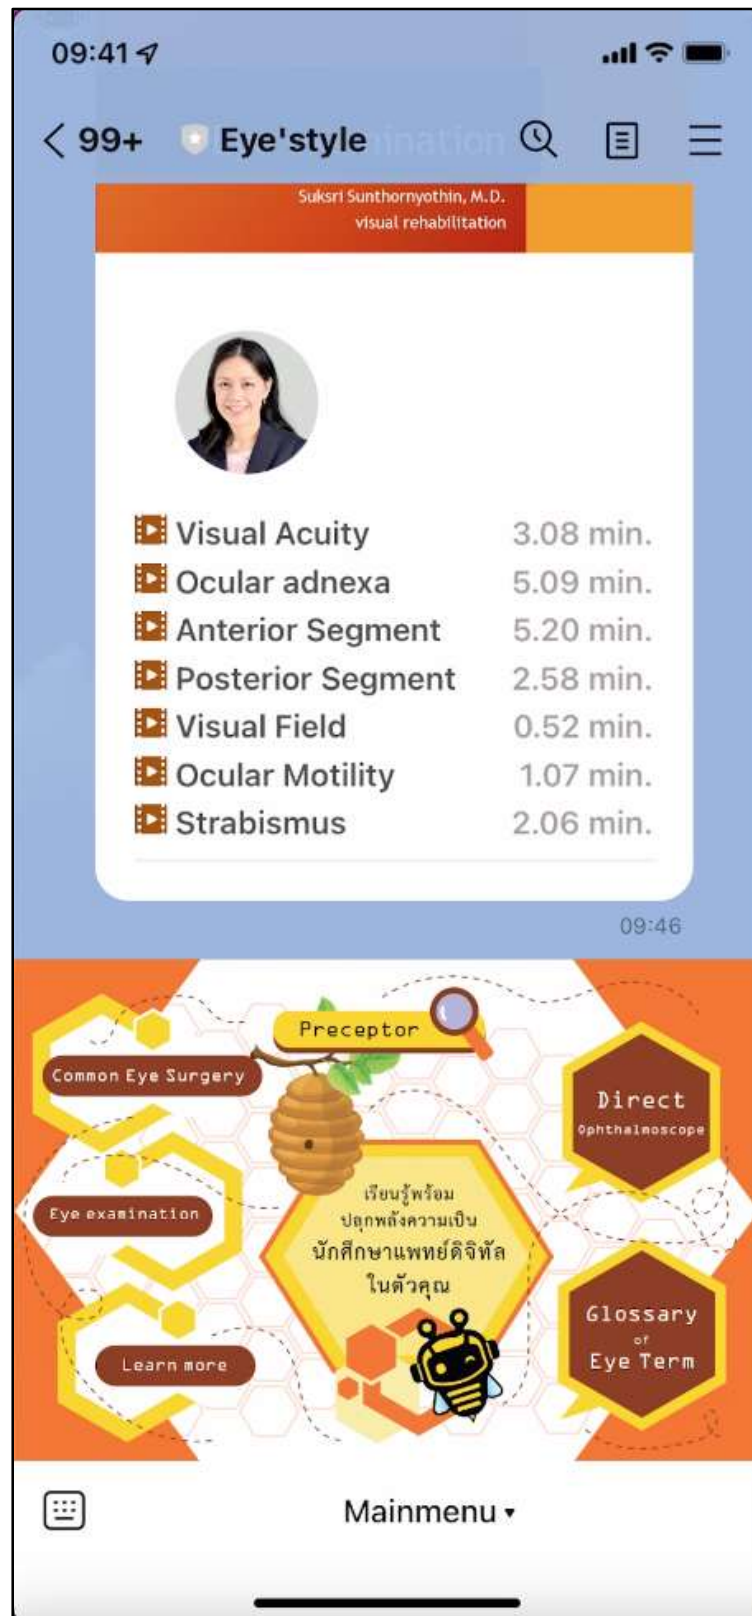 09:41
99+ Eye'style
Suksri Sunthornyothin, M.D.
visual rehabilitation
Visual Acuity 3.08 min.
Ocular adnexa 5.09 min.
Anterior Segment 5.20 min.
Posterior Segment 2.58 min.
Visual Field 0.52 min.
Ocular Motility 1.07 min.
Strabismus 2.06 min.
09:46
Preceptor
Common Eye Surgery
Direct
Ophthalmoscope
Eye examination
เรียนรู้พร้อม
ปลุกพลังความเป็น
นักศึกษาแพทย์ดิจิทัล
ในตัวคุณ
Learn more
Glossary
of
Eye Term
Mainmenu